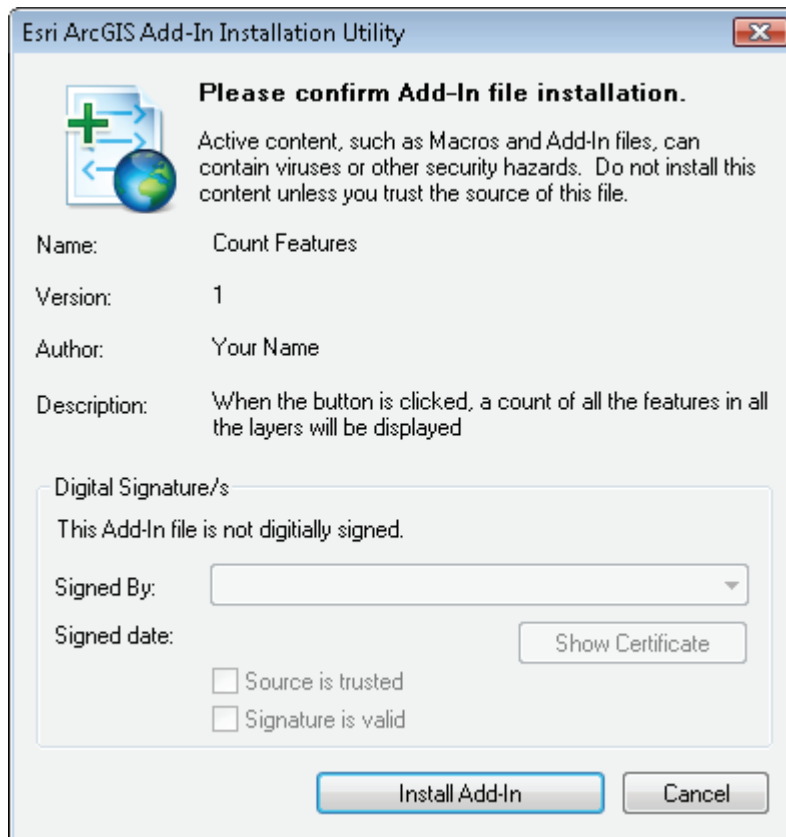 Esri ArcGIS Add-In Installation Utility
Please confirm Add-In file installation.
Active content, such as Macros and Add-In files, can
contain viruses or other security hazards. Do not install this
content unless you trust the source of this file.
Name: Count Features
Version: 1
Author: Your Name
Description: When the button is clicked, a count of all the features in all
the layers will be displayed
Digital Signature/s
This Add-In file is not digitially signed.
Signed By:
Signed date:
Show Certificate
Source is trusted
Signature is valid
Install Add-In
Cancel